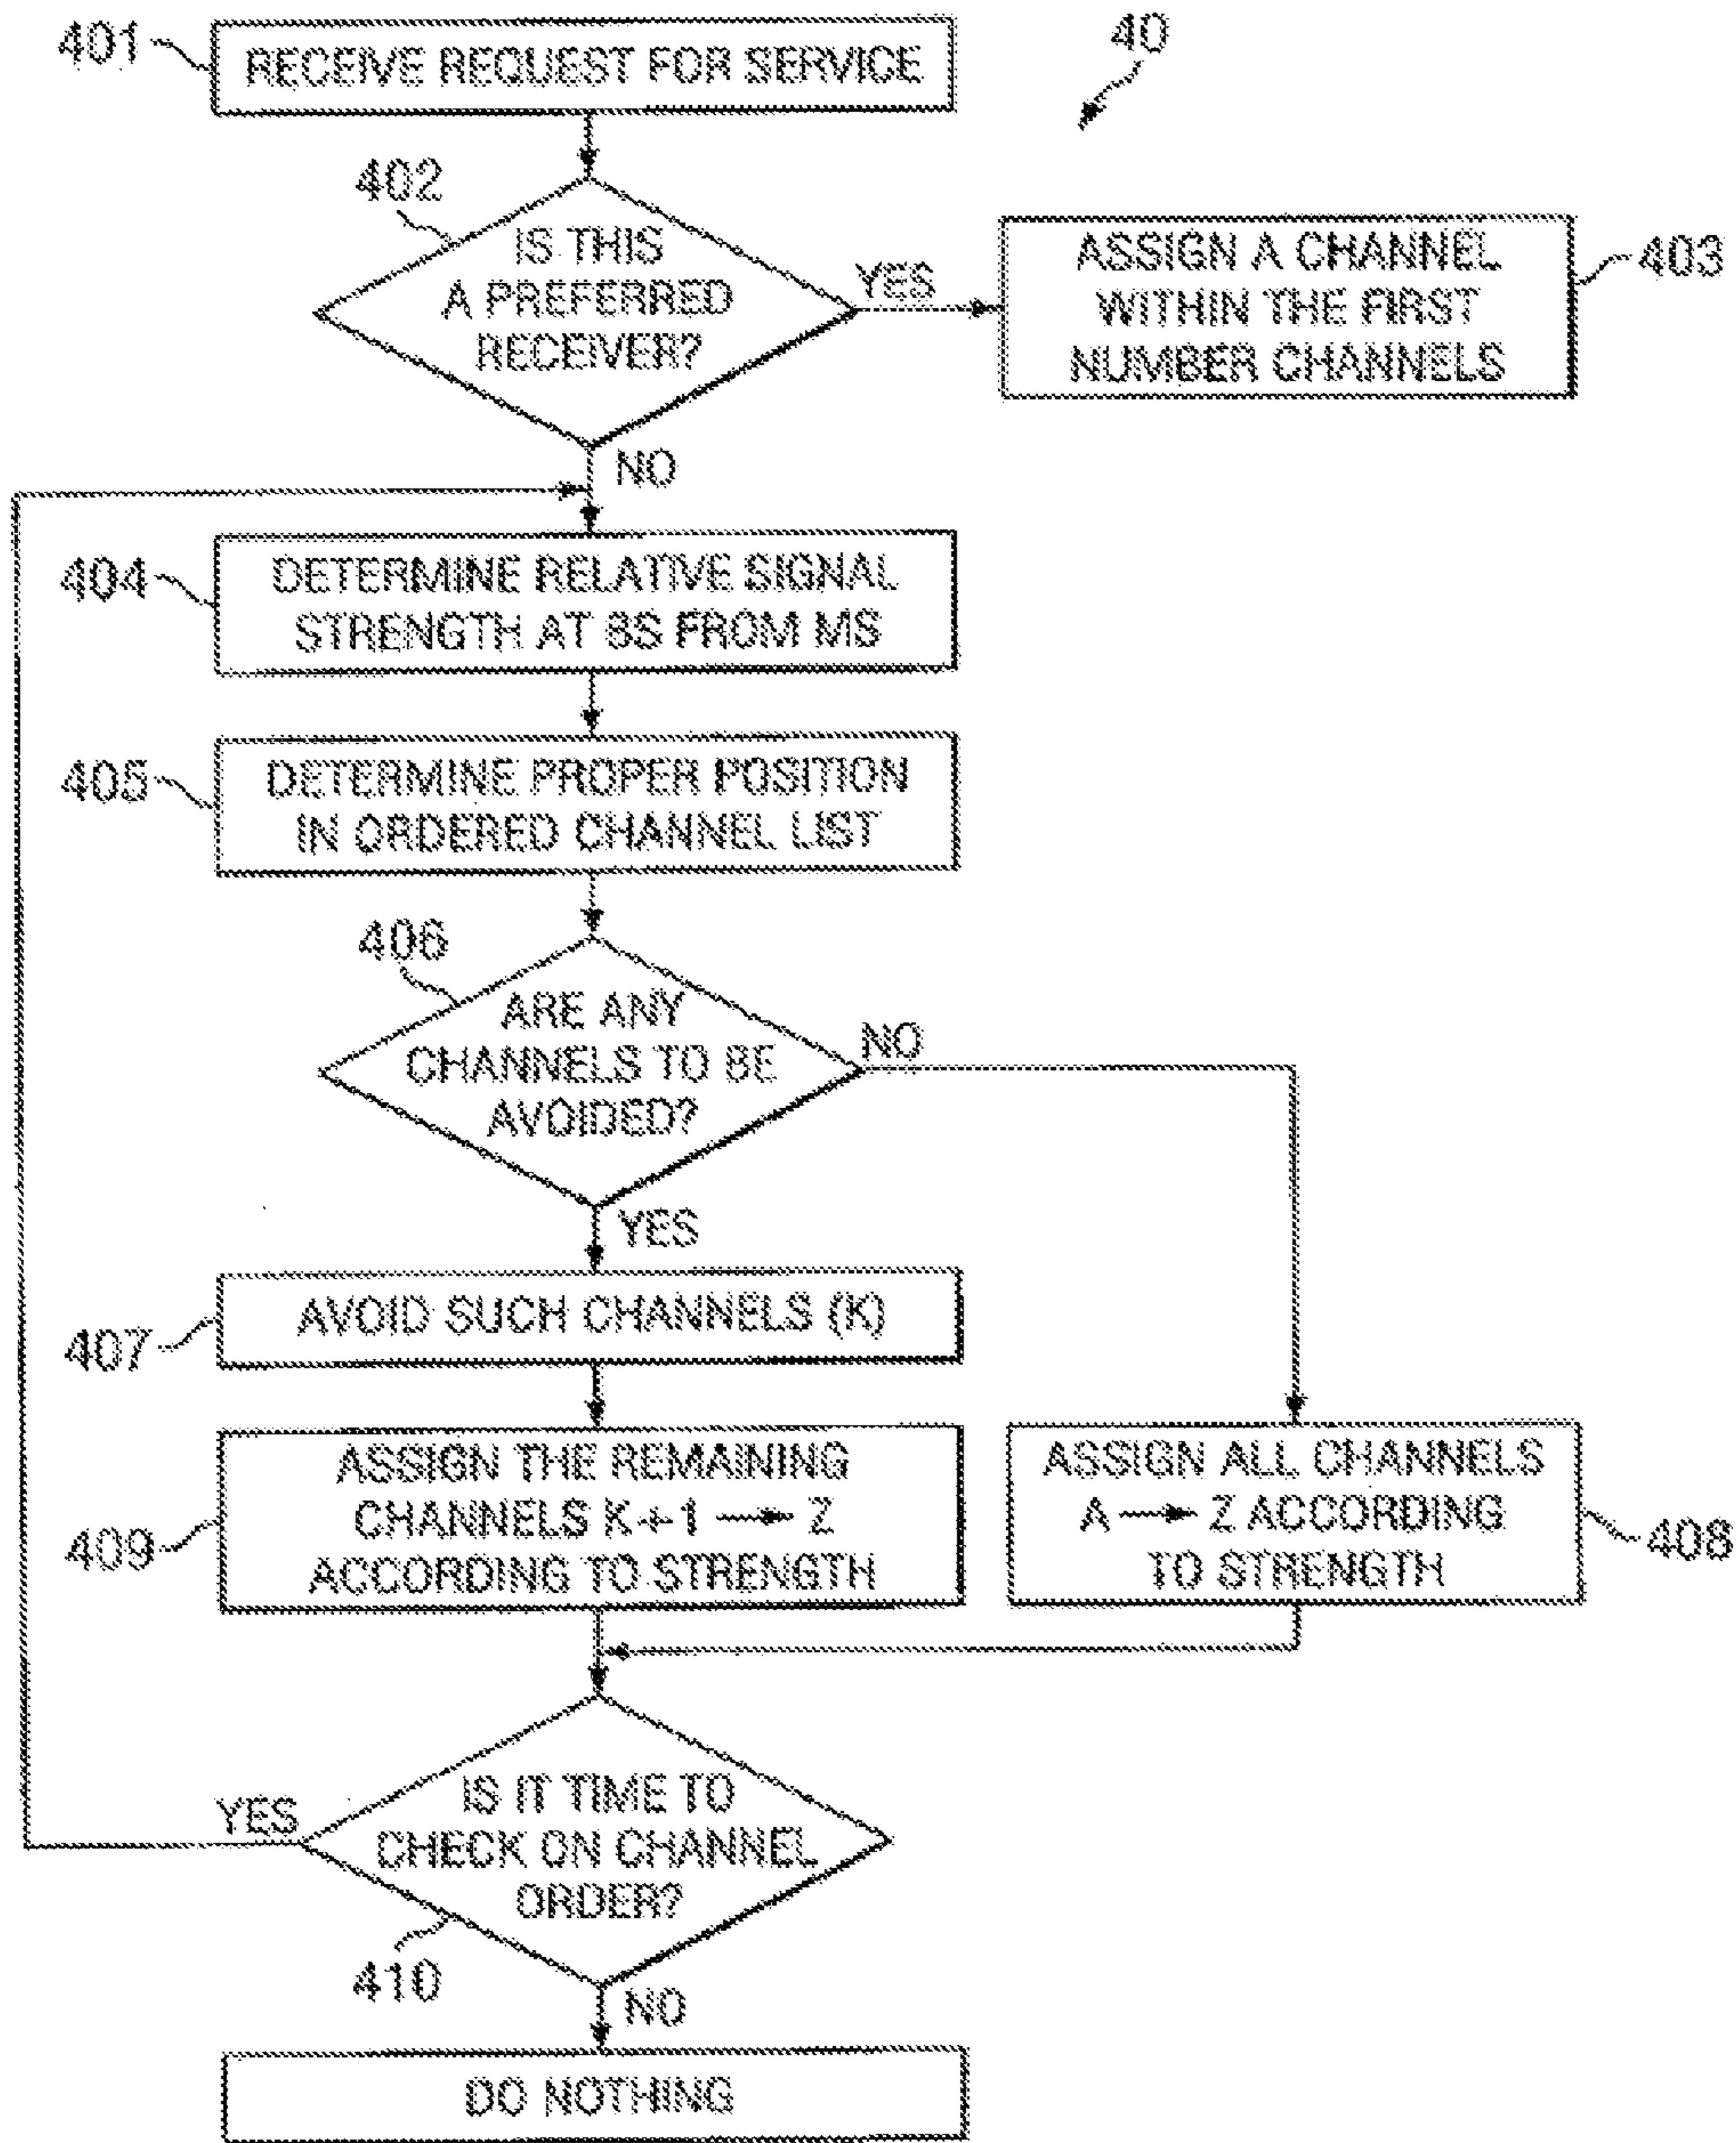 401
RECEIVE REQUEST FOR SERVICE
40
402
IS THIS
A PREFERRED
RECEIVER?
YES
ASSIGN A CHANNEL
WITHIN THE FIRST
NUMBER CHANNELS
403
NO
404
DETERMINE RELATIVE SIGNAL
STRENGTH AT BS FROM MS
405
DETERMINE PROPER POSITION
IN ORDERED CHANNEL LIST
406
ARE ANY
CHANNELS TO BE
AVOIDED?
NO
YES
407
AVOID SUCH CHANNELS (K)
409
ASSIGN THE REMAINING
CHANNELS K+1 → Z
ACCORDING TO STRENGTH
ASSIGN ALL CHANNELS
A → Z ACCORDING
TO STRENGTH
408
YES
IS IT TIME TO
CHECK ON CHANNEL
ORDER?
410
NO
DO NOTHING